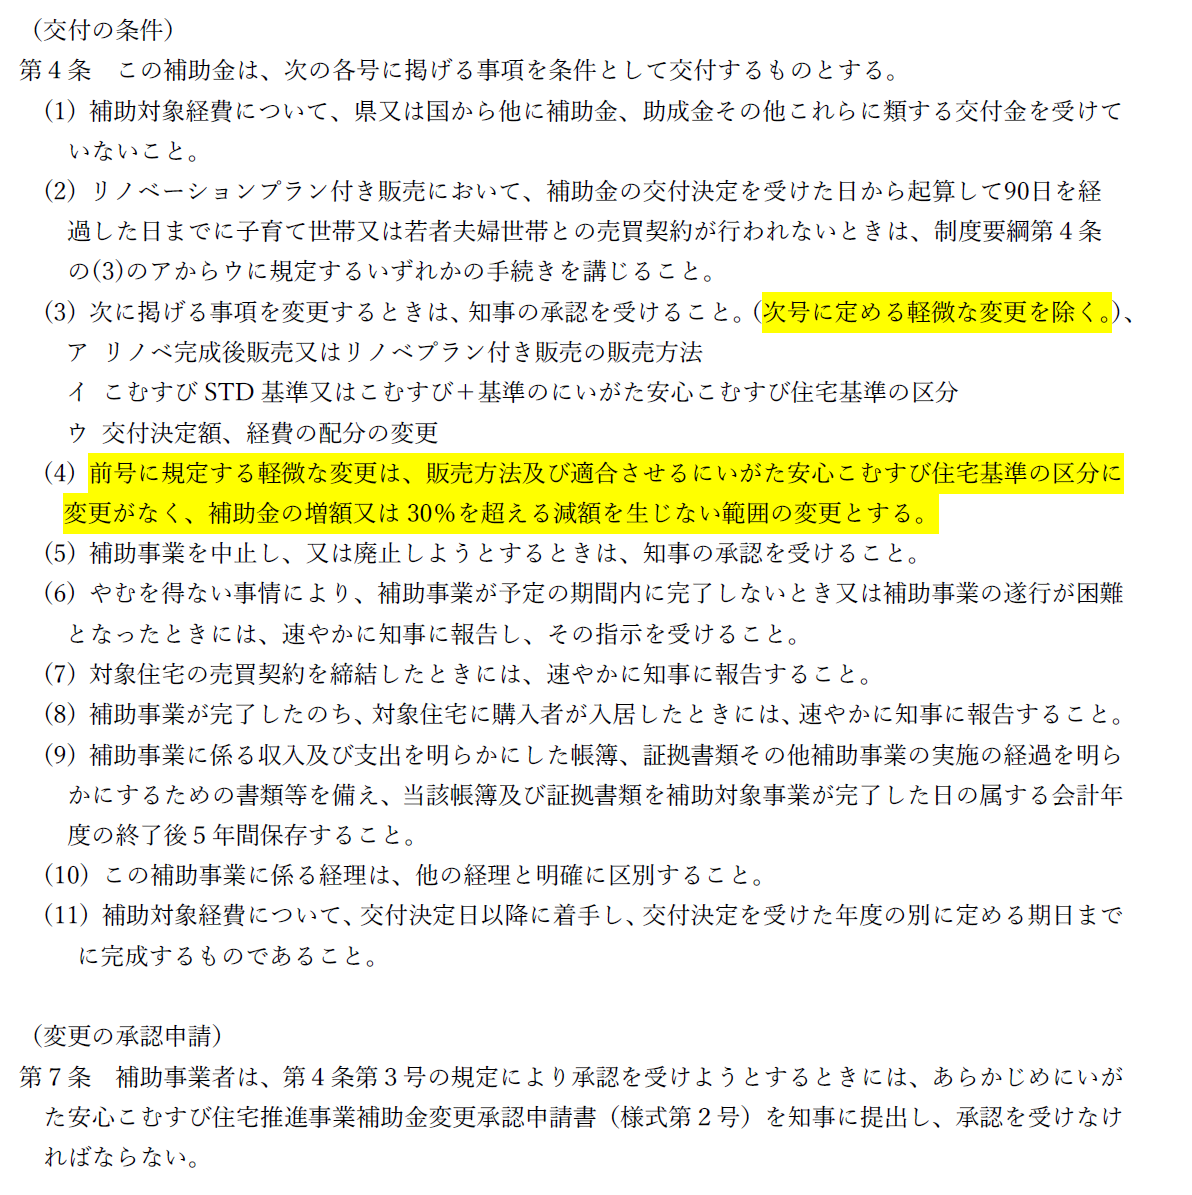 （交付の条件）
第４条　この補助金は、次の各号に掲げる事項を条件として交付するものとする。
(1) 補助対象経費について、県又は国から他に補助金、助成金その他これらに類する交付金を受けて
いないこと。
(2) リノベーションプラン付き販売において、補助金の交付決定を受けた日から起算して90日を経
過した日までに子育て世帯又は若者夫婦世帯との売買契約が行われないときは、制度要綱第４条
の(3)のアからウに規定するいずれかの手続きを講じること。
(3) 次に掲げる事項を変更するときは、知事の承認を受けること。(次号に定める軽微な変更を除く。)、
ア リノベ完成後販売又はリノベプラン付き販売の販売方法
イ こむすび STD 基準又はこむすび＋基準のにいがた安心こむすび住宅基準の区分
ウ 交付決定額、経費の配分の変更
(4) 前号に規定する軽微な変更は、販売方法及び適合させるにいがた安心こむすび住宅基準の区分に
変更がなく、補助金の増額又は 30％を超える減額を生じない範囲の変更とする。
(5) 補助事業を中止し、又は廃止しようとするときは、知事の承認を受けること。
(6) やむを得ない事情により、補助事業が予定の期間内に完了しないとき又は補助事業の遂行が困難
となったときには、速やかに知事に報告し、その指示を受けること。
(7) 対象住宅の売買契約を締結したときには、速やかに知事に報告すること。
(8) 補助事業が完了したのち、対象住宅に購入者が入居したときには、速やかに知事に報告すること。
(9) 補助事業に係る収入及び支出を明らかにした帳簿、証拠書類その他補助事業の実施の経過を明ら
かにするための書類等を備え、当該帳簿及び証拠書類を補助対象事業が完了した日の属する会計年
度の終了後５年間保存すること。
(10) この補助事業に係る経理は、他の経理と明確に区別すること。
(11) 補助対象経費について、交付決定日以降に着手し、交付決定を受けた年度の別に定める期日まで
に完成するものであること。
（変更の承認申請）
第７条　補助事業者は、第４条第３号の規定により承認を受けようとするときには、あらかじめにいが
た安心こむすび住宅推進事業補助金変更承認申請書（様式第２号）を知事に提出し、承認を受けなけ
ればならない。